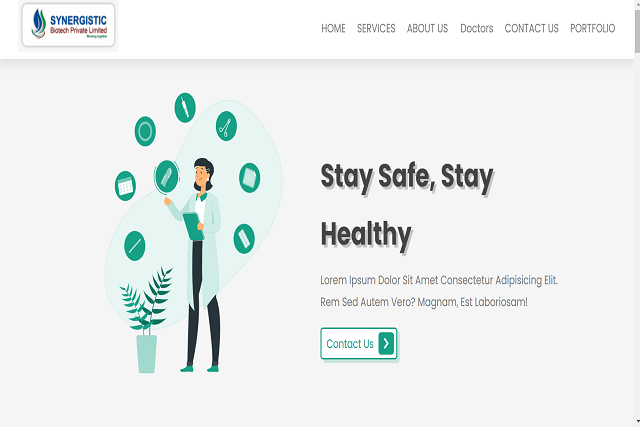 SYNERGISTIC
Biotech Private Limited
Working together
HOME SERVICES ABOUT US Doctors CONTACT US PORTFOLIO
Stay Safe, Stay
Healthy
Lorem Ipsum Dolor Sit Amet Consectetur Adipisicing Elit.
Rem Sed Autem Vero? Magnam, Est Laboriosam!
Contact Us